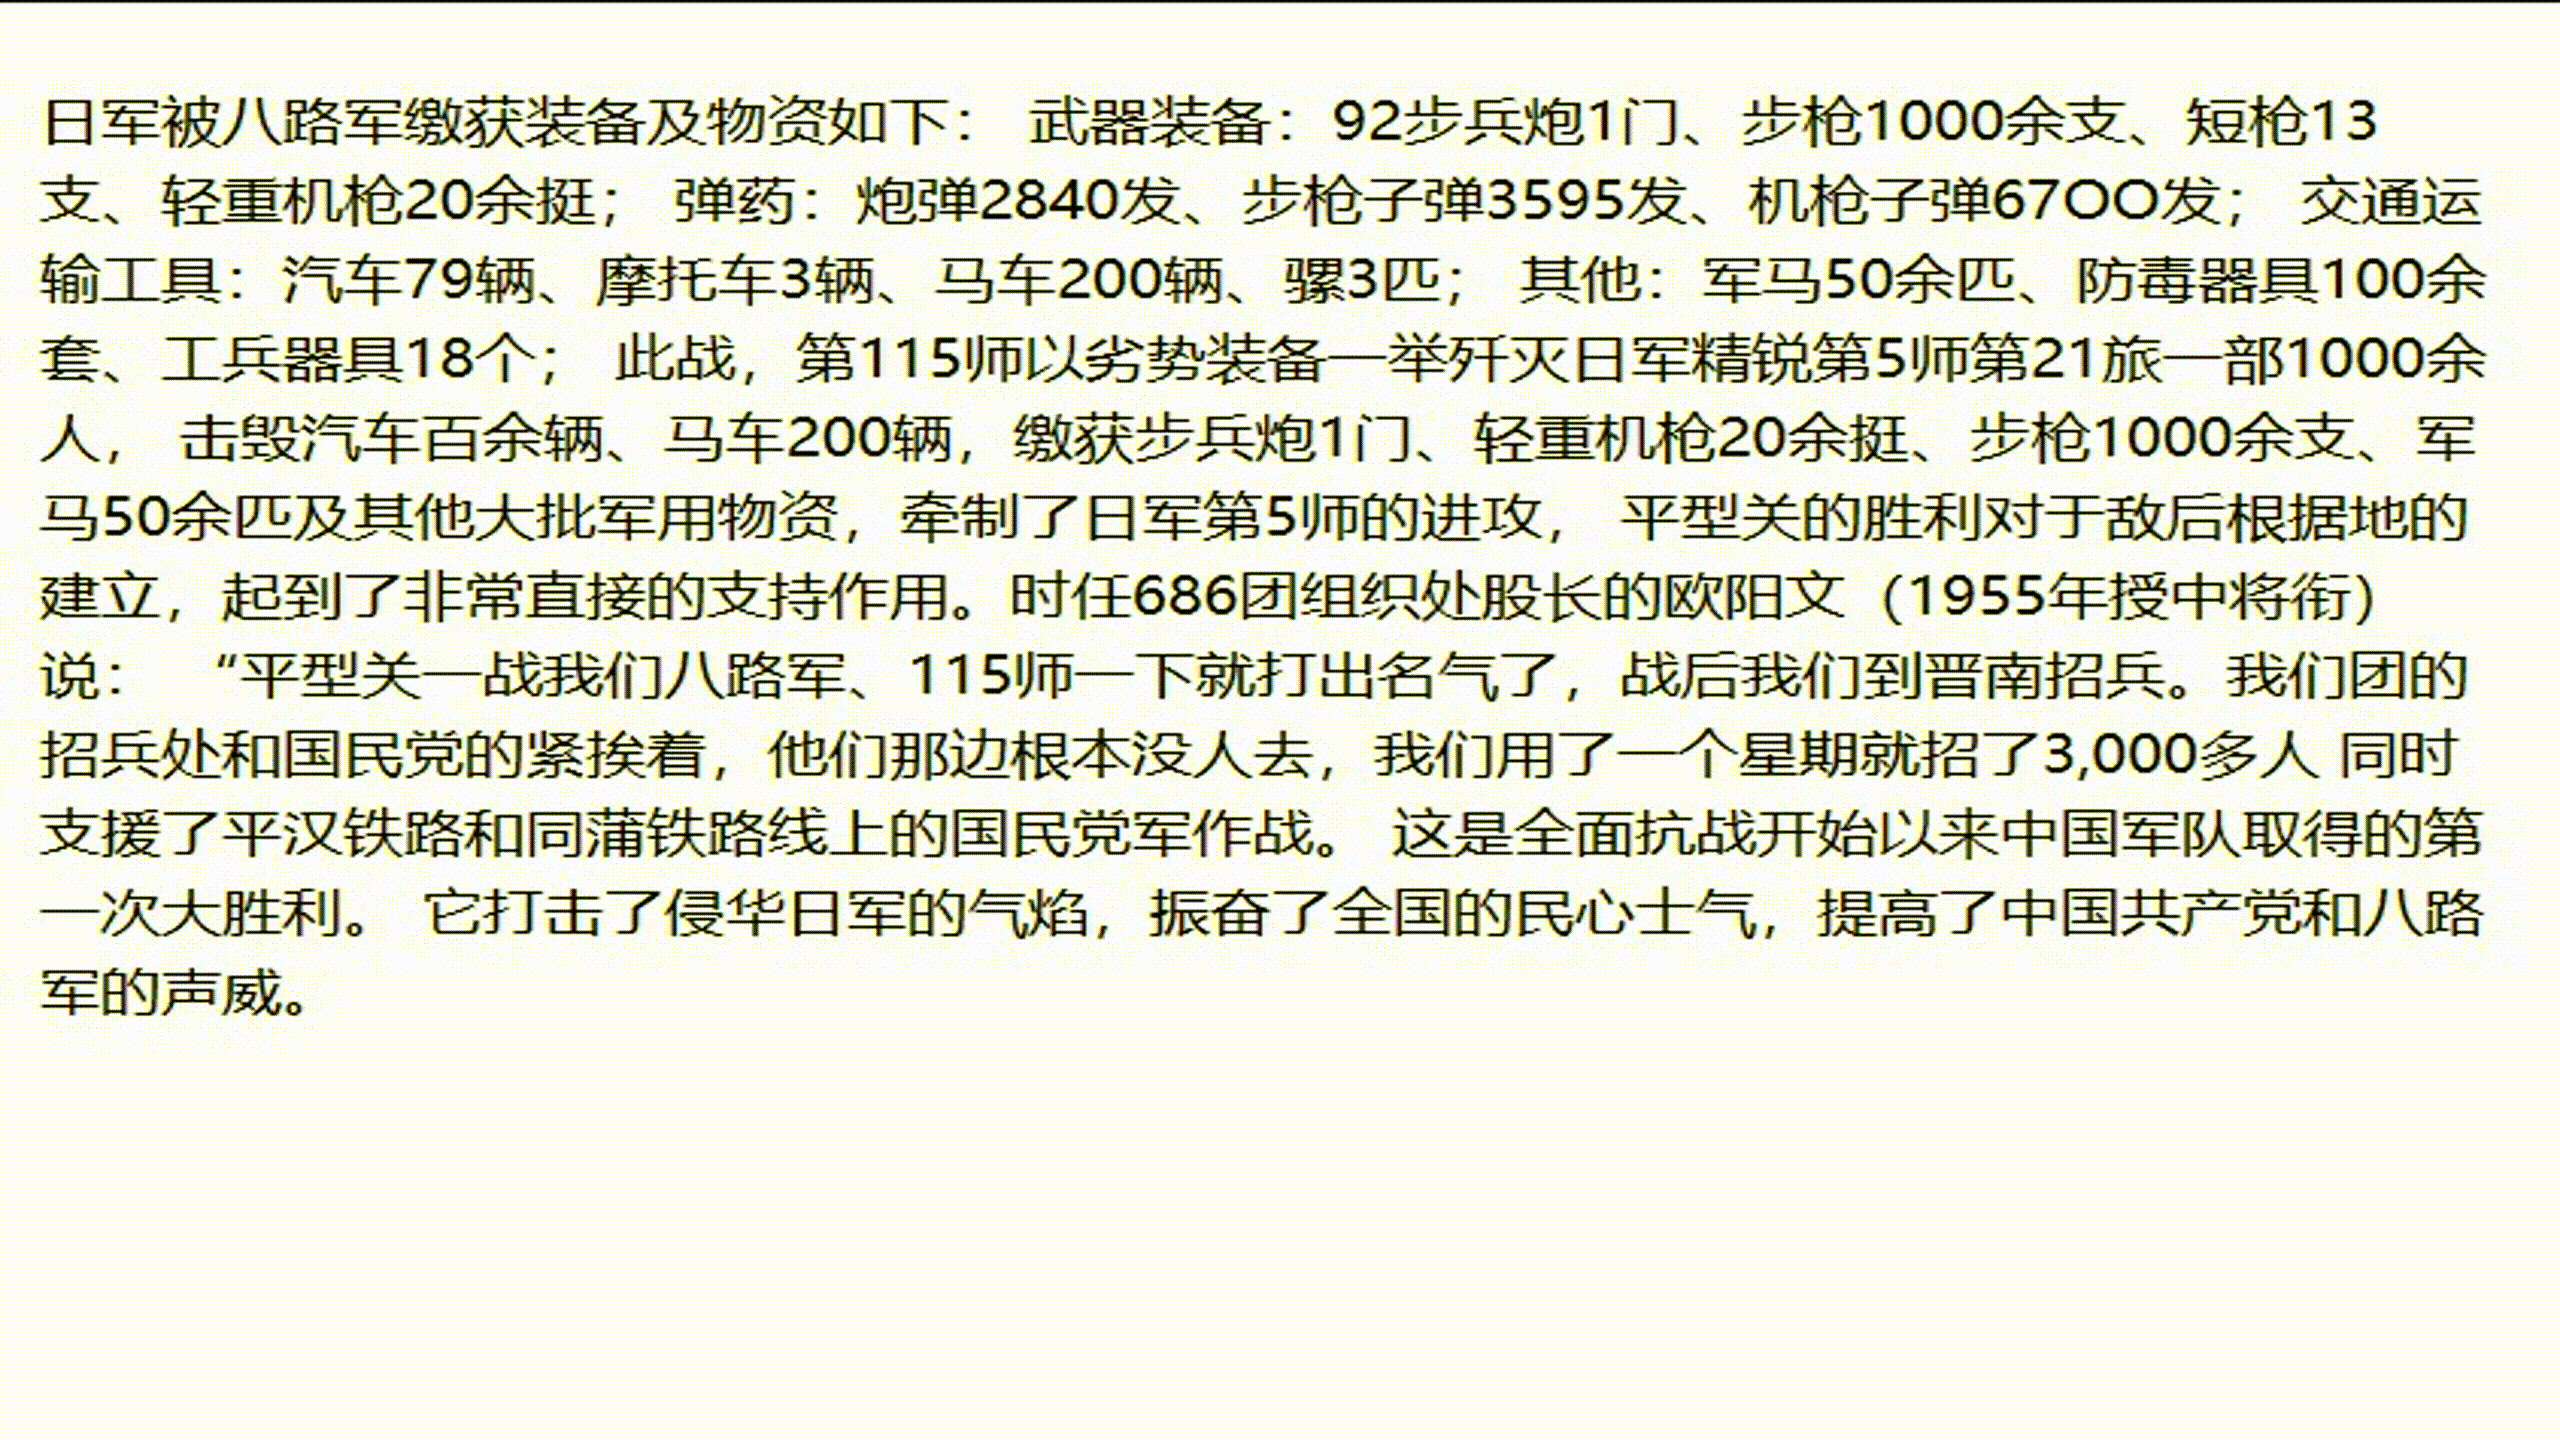 日军被八路军缴获装备及物资如下： 武器装备：92步兵炮1门、步枪1000余支、短枪13
支、轻重机枪20余挺； 弹药：炮弹2840发、步枪子弹3595发、机枪子弹67OO发； 交通运
输工具：汽车79辆、摩托车3辆、马车200辆、骡3匹； 其他：军马50余匹、防毒器具100余
套、工兵器具18个； 此战，第115师以劣势装备一举歼灭日军精锐第5师第21旅一部1000余
人， 击毁汽车百余辆、马车200辆，缴获步兵炮1门、轻重机枪20余挺、步枪1000余支、军
马50余匹及其他大批军用物资，牵制了日军第5师的进攻， 平型关的胜利对于敌后根据地的
建立，起到了非常直接的支持作用。时任686团组织处股长的欧阳文（1955年授中将衔）
说： “平型关一战我们八路军、115师一下就打出名气了，战后我们到晋南招兵。我们团的
招兵处和国民党的紧挨着，他们那边根本没人去，我们用了一个星期就招了3,000多人 同时
支援了平汉铁路和同蒲铁路线上的国民党军作战。 这是全面抗战开始以来中国军队取得的第
一次大胜利。 它打击了侵华日军的气焰，振奋了全国的民心士气，提高了中国共产党和八路
军的声威。